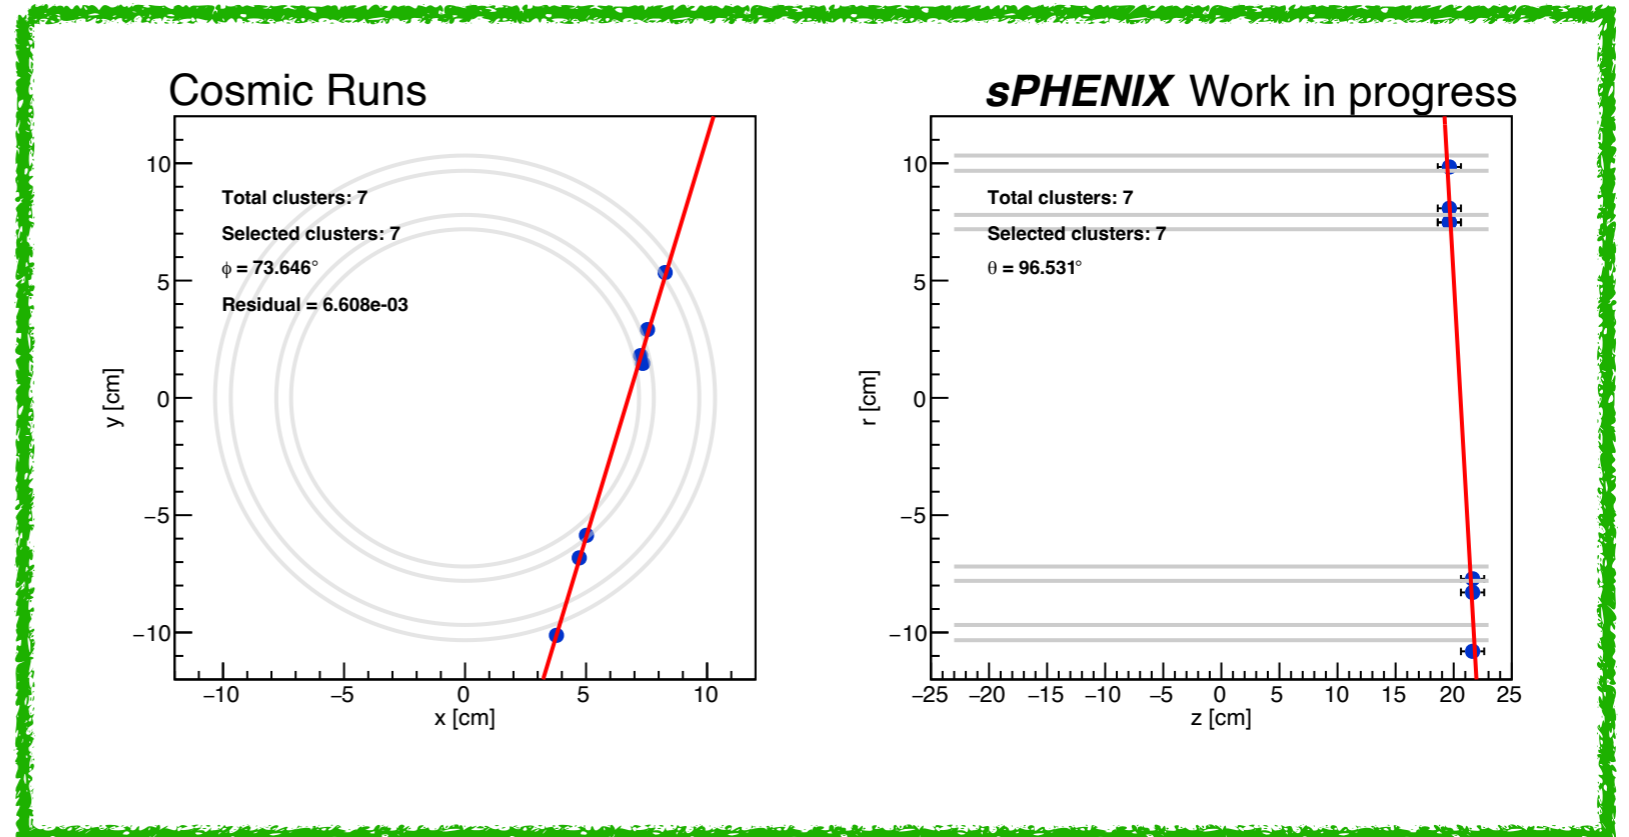 Cosmic Runs
sPHENIX Work in progress
Total clusters: 7
Selected clusters: 7
ϕ = 73.646°
Residual = 6.608e-03
10
5
0
−5
−10
y [cm]
−10
−5
0
5
10
x [cm]
Total clusters: 7
Selected clusters: 7
θ = 96.531°
10
5
0
−5
−10
r [cm]
−25
−20
−15
−10
−5
0
5
10
15
20
25
z [cm]